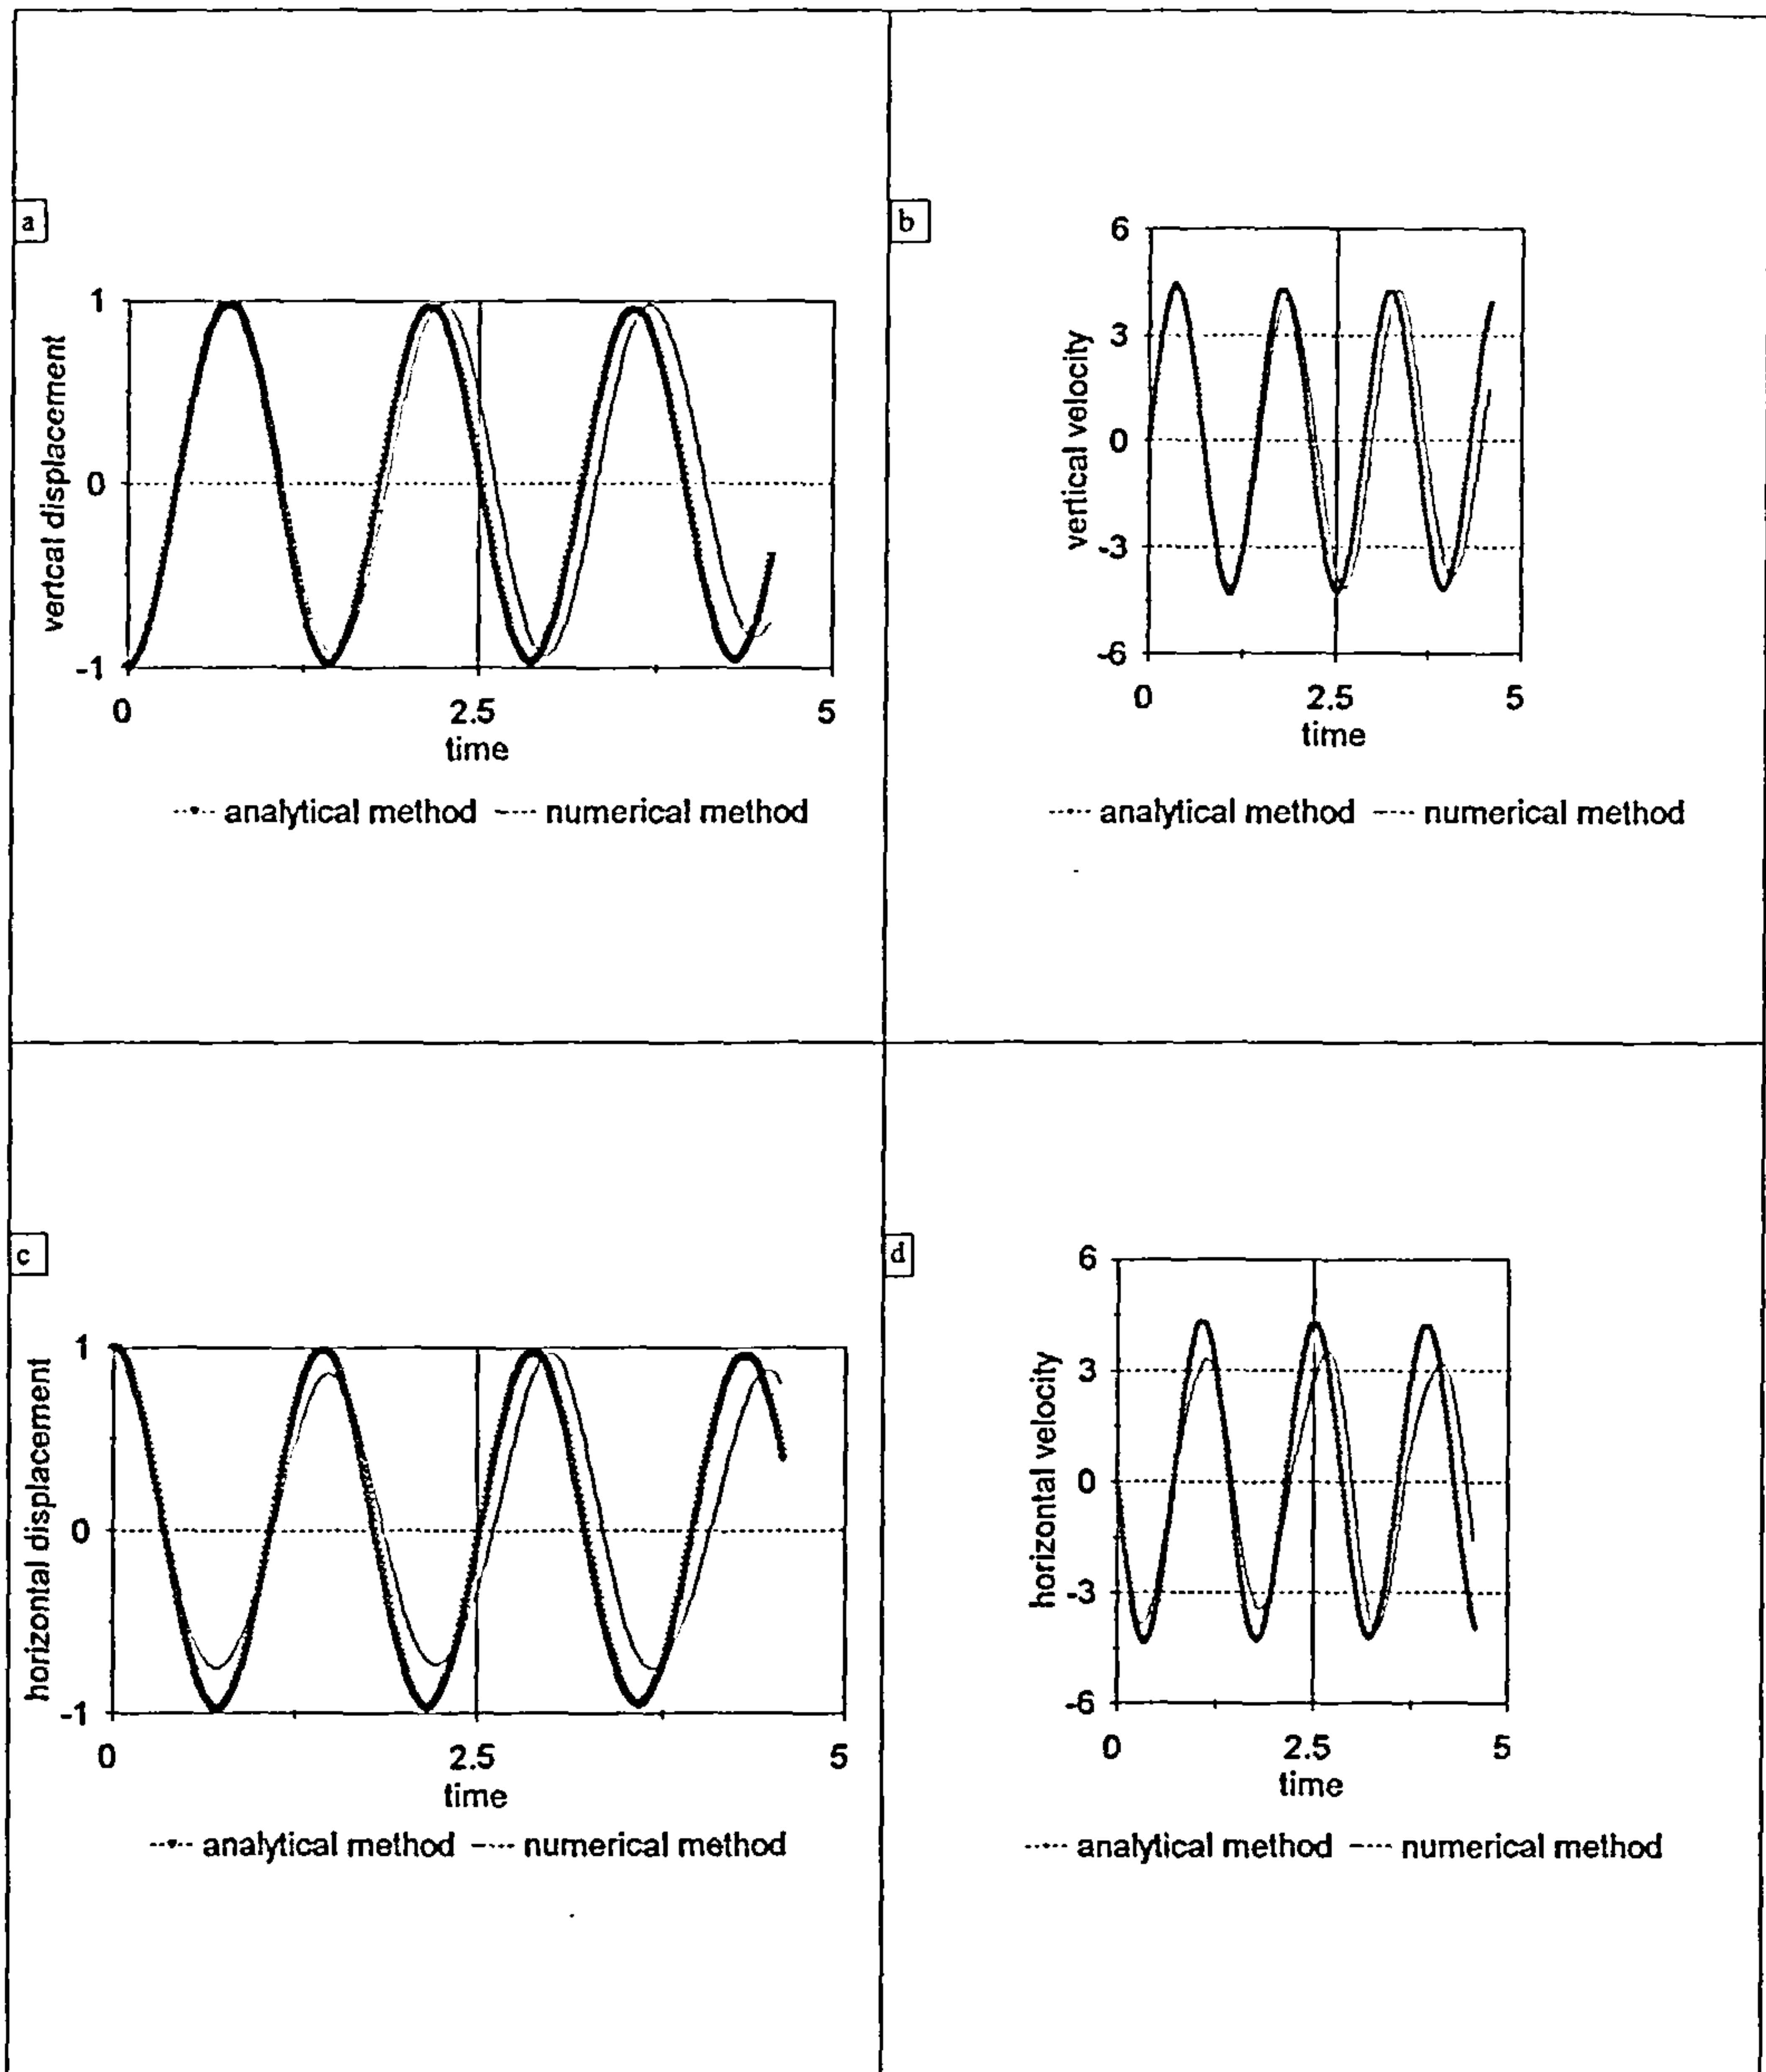 a
vertcal displacement
1
0
-1
0
2.5
5
time
analytical method
numerical method
b
vertical velocity
6
3
0
-3
-6
0
2.5
5
time
analytical method
numerical method
c
horizontal displacement
1
0
-1
0
2.5
5
time
analytical method
numerical method
d
horizontal velocity
6
3
0
-3
-6
0
2.5
5
time
analytical method
numerical method